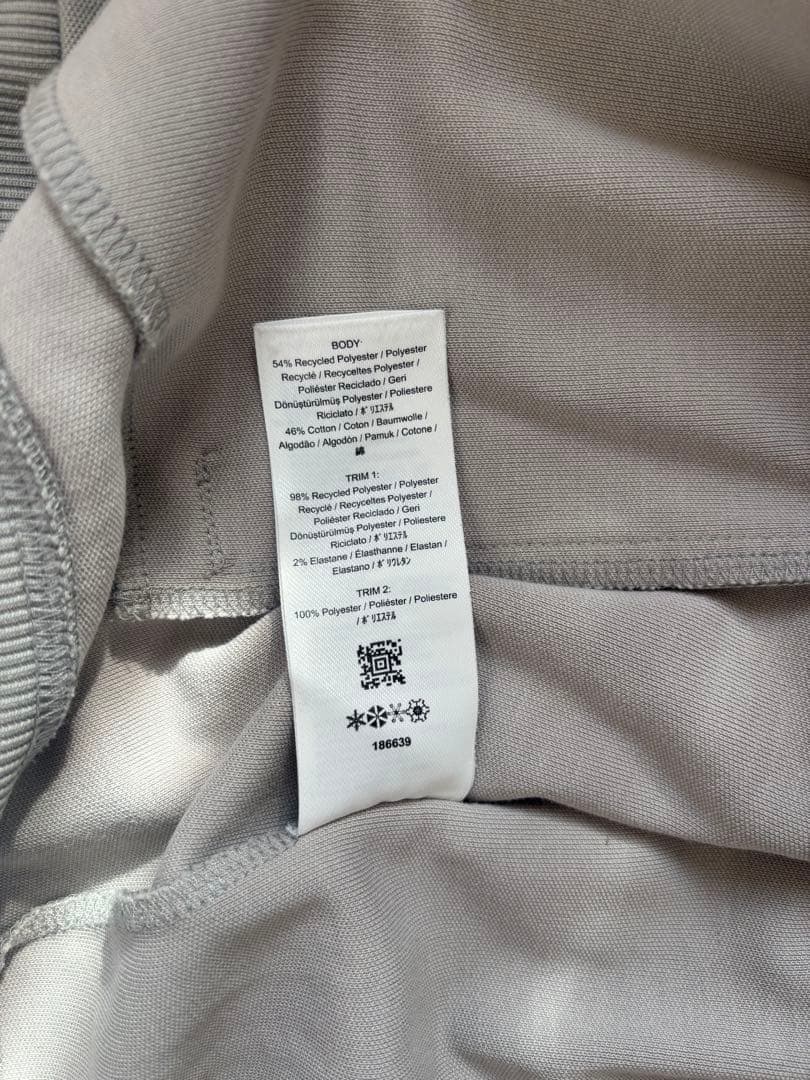 BODY:
54% Recycled Polyester / Polyester
Recyclé / Recyceltes Polyester /
Poliéster Reciclado / Geri
Dönüştürülmüş Polyester / Poliestere
Riciclato / ﾎﾟﾘｴｽﾃﾙ
46% Cotton / Coton / Baumwolle /
Algodão / Algodón / Pamuk / Cotone /
綿
TRIM 1:
98% Recycled Polyester / Polyester
Recyclé / Recyceltes Polyester /
Poliéster Reciclado / Geri
Dönüştürülmüş Polyester / Poliestere
Riciclato / ﾎﾟﾘｴｽﾃﾙ
2% Elastane / Élasthanne / Elastan /
Elastano / ﾎﾟﾘｳﾚﾀﾝ
TRIM 2:
100% Polyester / Poliéster / Poliestere
/ ﾎﾟﾘｴｽﾃﾙ
186639